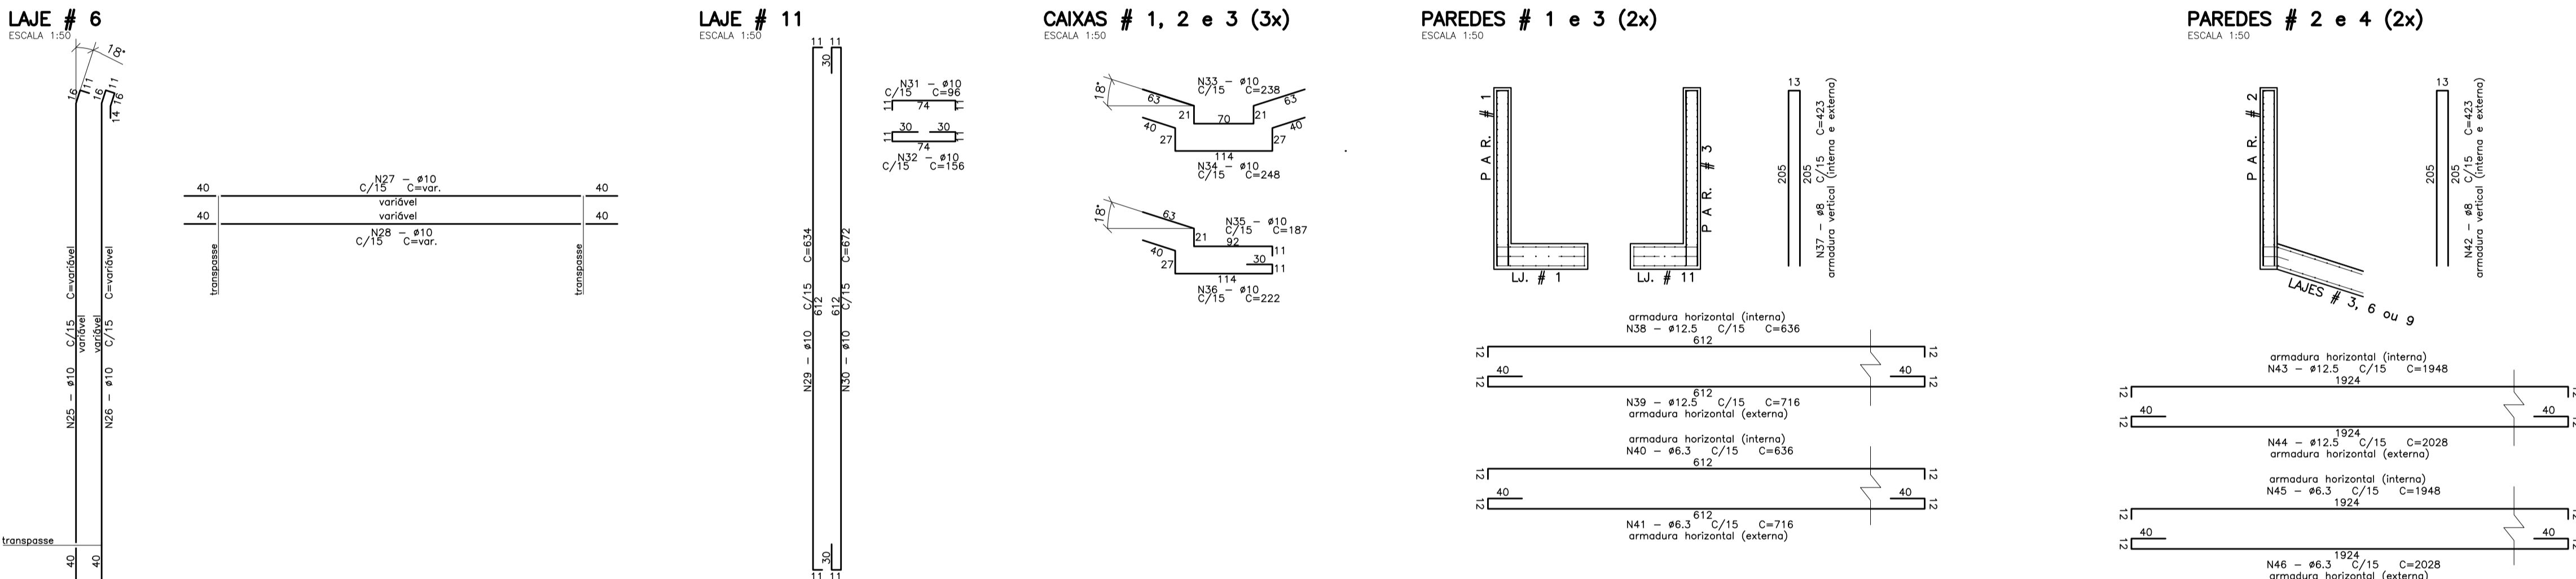 LAJE # 6
ESCALA 1:50
18°
16
11
16
11
16
14
N25 - ø10 C/15 C=variável
variável
variável
N26 - ø10 C/15 C=variável
transpasse
40
40
40
N27 - ø10
C/15 C=var.
40
variável
40
variável
40
N28 - ø10
C/15 C=var.
transpasse
transpasse
LAJE # 11
ESCALA 1:50
11 11
30
N29 - ø10 C/15 C=634
612
612
N30 - ø10 C/15 C=672
30
11 11
N31 - ø10
C/15 C=96
11
74
11
30 30
11
74
11
N32 - ø10
C/15 C=156
CAIXAS # 1, 2 e 3 (3x)
ESCALA 1:50
18°
N33 - ø10
C/15 C=238
63
63
21
70
21
40
40
27
27
114
N34 - ø10
C/15 C=248
18°
63
N35 - ø10
C/15 C=187
21
92
11
40
27
30
11
114
N36 - ø10
C/15 C=222
PAREDES # 1 e 3 (2x)
ESCALA 1:50
PAR. # 1
PAR. # 3
LJ. # 1
LJ. # 11
13
205
205
N37 - ø8 C/15 C=423
armadura vertical (interna e externa)
armadura horizontal (interna)
N38 - ø12.5 C/15 C=636
612
12
12
40
40
12
12
612
N39 - ø12.5 C/15 C=716
armadura horizontal (externa)
armadura horizontal (interna)
N40 - ø6.3 C/15 C=636
612
12
12
40
40
12
12
612
N41 - ø6.3 C/15 C=716
armadura horizontal (externa)
PAREDES # 2 e 4 (2x)
ESCALA 1:50
PAR. # 2
LAJES # 3, 6 ou 9
13
205
205
N42 - ø8 C/15 C=423
armadura vertical (interna e externa)
armadura horizontal (interna)
N43 - ø12.5 C/15 C=1948
1924
12
12
40
40
12
12
1924
N44 - ø12.5 C/15 C=2028
armadura horizontal (externa)
armadura horizontal (interna)
N45 - ø6.3 C/15 C=1948
1924
12
12
40
40
12
12
1924
N46 - ø6.3 C/15 C=2028
armadura horizontal (externa)